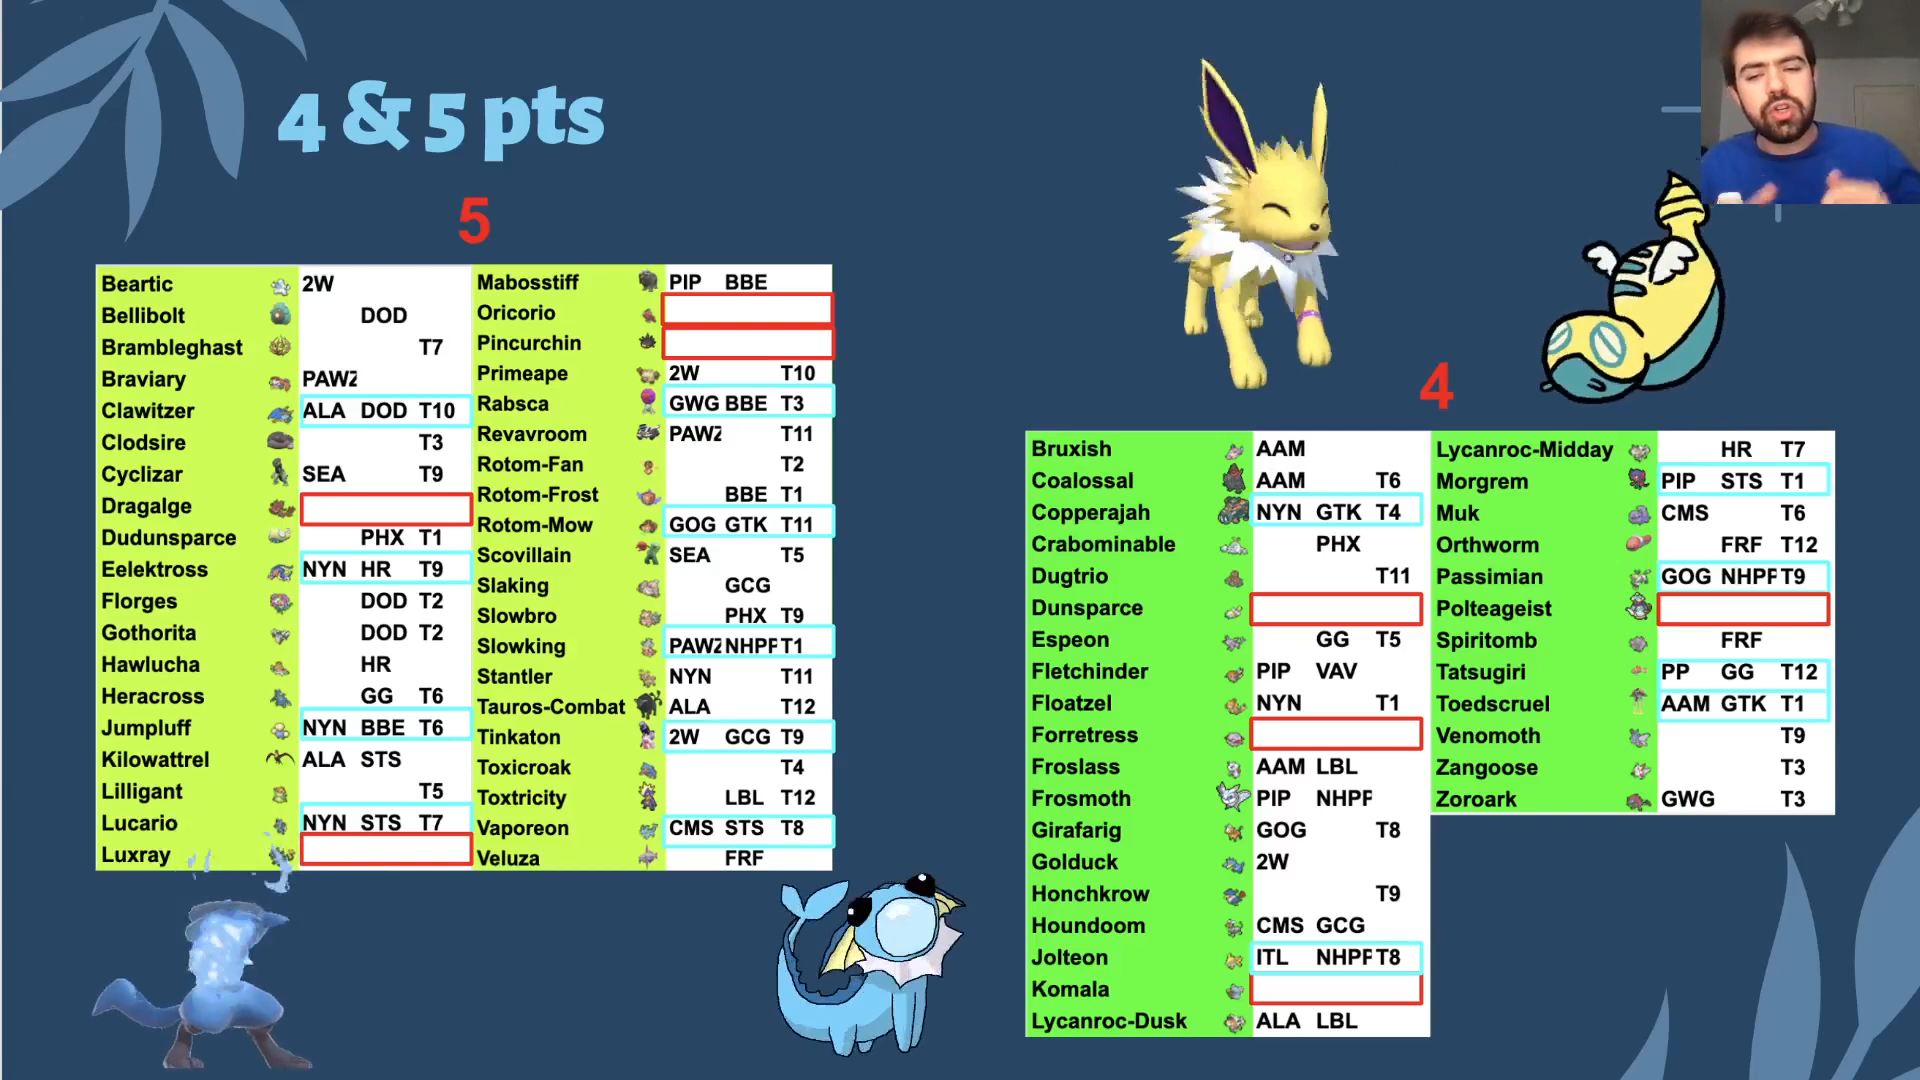 4 & 5 pts
5
Beartic 2W
Bellibolt DOD
Brambleghast T7
Braviary PAWZ
Clawitzer ALA DOD T10
Clodsire T3
Cyclizar SEA T9
Dragalge
Dudunsparce PHX T1
Eelektross NYN HR T9
Florges DOD T2
Gothorita DOD T2
Hawlucha HR
Heracross GG T6
Jumpluff NYN BBE T6
Kilowattrel ALA STS
Lilligant T5
Lucario NYN STS T7
Luxray
Mabosstiff PIP BBE
Oricorio
Pincurchin
Primeape 2W T10
Rabsca GWG BBE T3
Revavroom PAWZ T11
Rotom-Fan T2
Rotom-Frost BBE T1
Rotom-Mow GOG GTK T11
Scovillain SEA T5
Slaking GCG
Slowbro PHX T9
Slowking PAWZ NHPF T1
Stantler NYN T11
Tauros-Combat ALA T12
Tinkaton 2W GCG T9
Toxicroak T4
Toxtricity LBL T12
Vaporeon CMS STS T8
Veluza FRF
4
Bruxish AAM
Coalossal AAM T6
Copperajah NYN GTK T4
Crabominable PHX
Dugtrio T11
Dunsparce
Espeon GG T5
Fletchinder PIP VAV
Floatzel NYN T1
Forretress
Froslass AAM LBL
Frosmoth PIP NHPF
Girafarig GOG T8
Golduck 2W
Honchkrow T9
Houndoom CMS GCG
Jolteon ITL NHPF T8
Komala
Lycanroc-Dusk ALA LBL
Lycanroc-Midday HR T7
Morgrem PIP STS T1
Muk CMS T6
Orthworm FRF T12
Passimian GOG NHPF T9
Polteageist
Spiritomb FRF
Tatsugiri PP GG T12
Toedscruel AAM GTK T1
Venomoth T9
Zangoose T3
Zoroark GWG T3